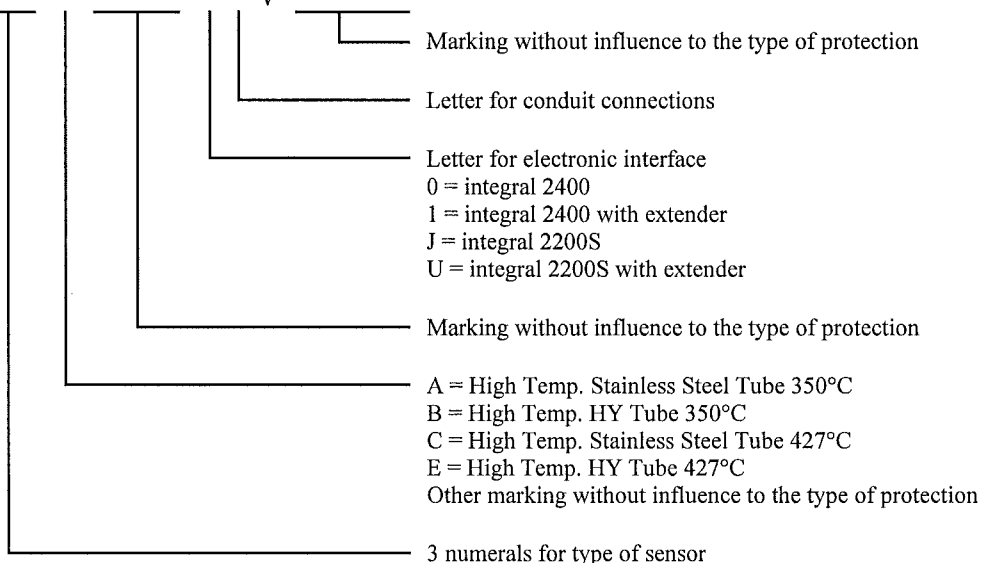 Marking without influence to the type of protection
Letter for conduit connections
Letter for electronic interface
0 = integral 2400
1 = integral 2400 with extender
J = integral 2200S
U = integral 2200S with extender
Marking without influence to the type of protection
A = High Temp. Stainless Steel Tube 350°C
B = High Temp. HY Tube 350°C
C = High Temp. Stainless Steel Tube 427°C
E = High Temp. HY Tube 427°C
Other marking without influence to the type of protection
3 numerals for type of sensor